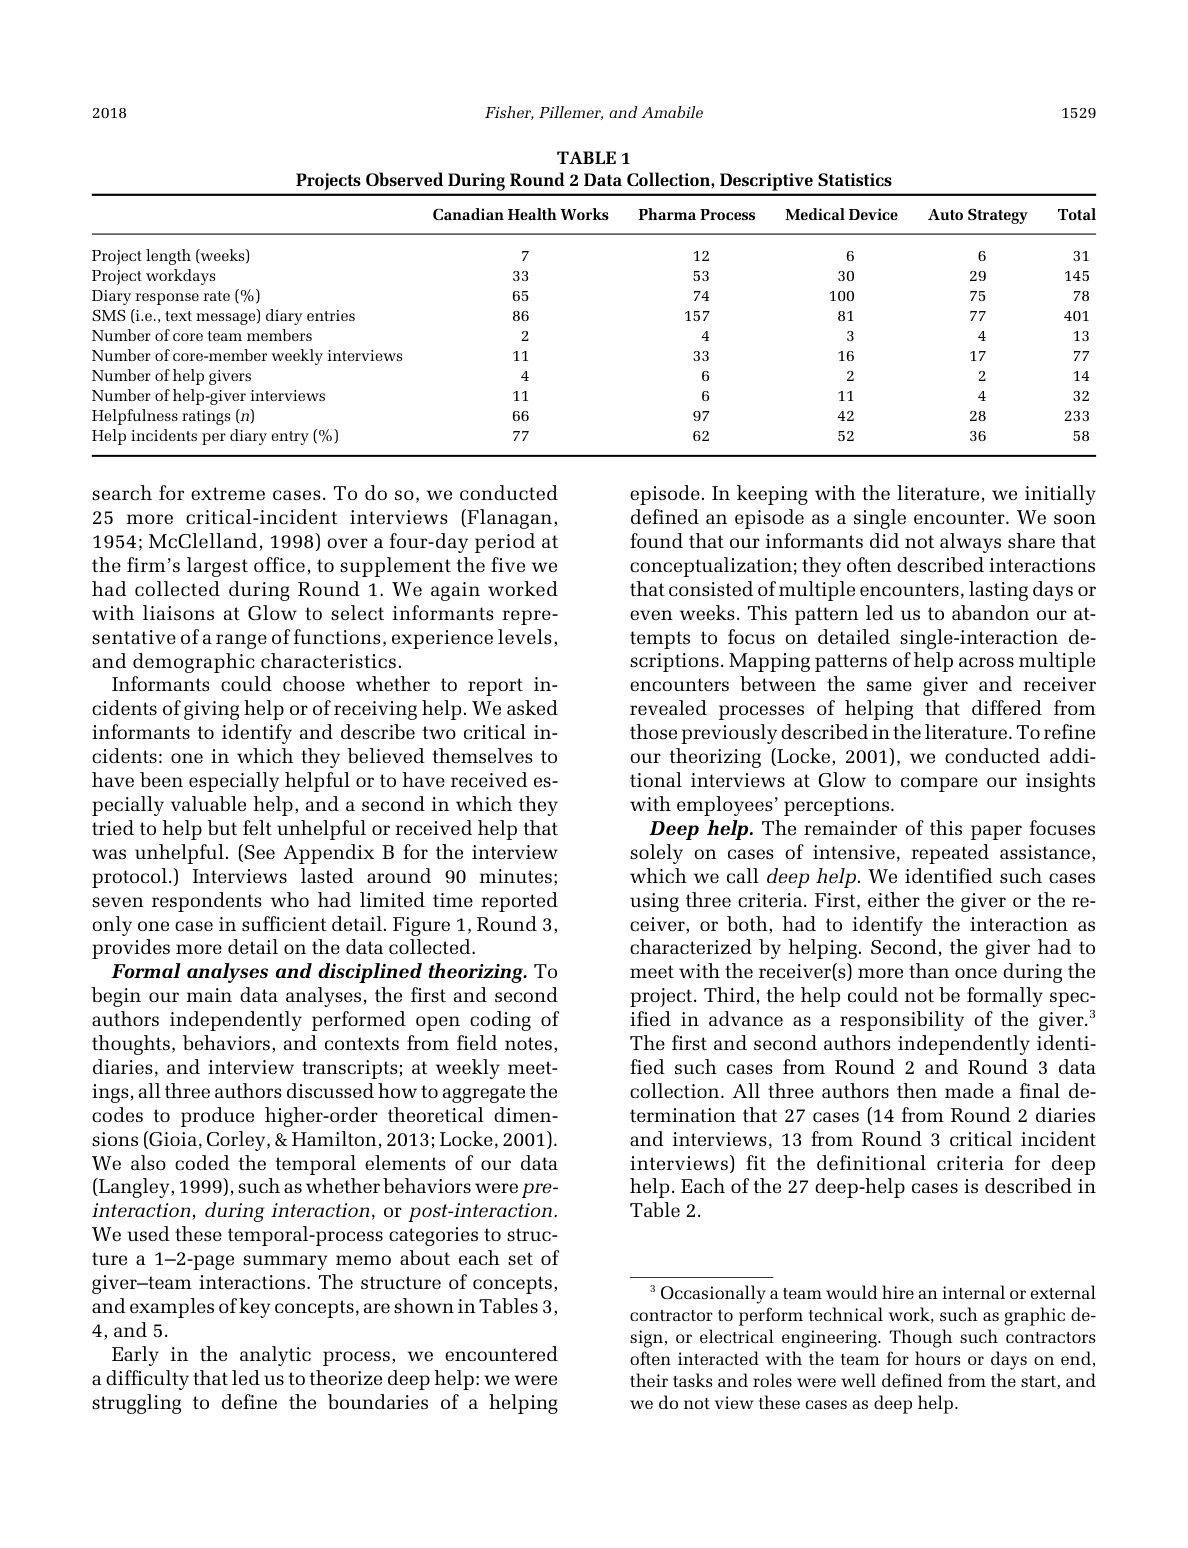 2018 Fisher, Pillemer, and Amabile 1529
TABLE 1
Projects Observed During Round 2 Data Collection, Descriptive Statistics
Canadian Health Works Pharma Process Medical Device Auto Strategy Total
Project length (weeks) 7 12 6 6 31
Project workdays 33 53 30 29 145
Diary response rate (%) 65 74 100 75 78
SMS (i.e., text message) diary entries 86 157 81 77 401
Number of core team members 2 4 3 4 13
Number of core-member weekly interviews 11 33 16 17 77
Number of help givers 4 6 2 2 14
Number of help-giver interviews 11 6 11 4 32
Helpfulness ratings (n) 66 97 42 28 233
Help incidents per diary entry (%) 77 62 52 36 58
search for extreme cases. To do so, we conducted
25 more critical-incident interviews (Flanagan,
1954; McClelland, 1998) over a four-day period at
the firm's largest office, to supplement the five we
had collected during Round 1. We again worked
with liaisons at Glow to select informants repre-
sentative of a range of functions, experience levels,
and demographic characteristics.
Informants could choose whether to report in-
cidents of giving help or of receiving help. We asked
informants to identify and describe two critical in-
cidents: one in which they believed themselves to
have been especially helpful or to have received es-
pecially valuable help, and a second in which they
tried to help but felt unhelpful or received help that
was unhelpful. (See Appendix B for the interview
protocol.) Interviews lasted around 90 minutes;
seven respondents who had limited time reported
only one case in sufficient detail. Figure 1, Round 3,
provides more detail on the data collected.
Formal analyses and disciplined theorizing. To
begin our main data analyses, the first and second
authors independently performed open coding of
thoughts, behaviors, and contexts from field notes,
diaries, and interview transcripts; at weekly meet-
ings, all three authors discussed how to aggregate the
codes to produce higher-order theoretical dimen-
sions (Gioia, Corley, & Hamilton, 2013; Locke, 2001).
We also coded the temporal elements of our data
(Langley, 1999), such as whether behaviors were pre-
interaction, during interaction, or post-interaction.
We used these temporal-process categories to struc-
ture a 1–2-page summary memo about each set of
giver–team interactions. The structure of concepts,
and examples of key concepts, are shown in Tables 3,
4, and 5.
Early in the analytic process, we encountered
a difficulty that led us to theorize deep help: we were
struggling to define the boundaries of a helping
episode. In keeping with the literature, we initially
defined an episode as a single encounter. We soon
found that our informants did not always share that
conceptualization; they often described interactions
that consisted of multiple encounters, lasting days or
even weeks. This pattern led us to abandon our at-
tempts to focus on detailed single-interaction de-
scriptions. Mapping patterns of help across multiple
encounters between the same giver and receiver
revealed processes of helping that differed from
those previously described in the literature. To refine
our theorizing (Locke, 2001), we conducted addi-
tional interviews at Glow to compare our insights
with employees' perceptions.
Deep help. The remainder of this paper focuses
solely on cases of intensive, repeated assistance,
which we call deep help. We identified such cases
using three criteria. First, either the giver or the re-
ceiver, or both, had to identify the interaction as
characterized by helping. Second, the giver had to
meet with the receiver(s) more than once during the
project. Third, the help could not be formally spec-
ified in advance as a responsibility of the giver.3
The first and second authors independently identi-
fied such cases from Round 2 and Round 3 data
collection. All three authors then made a final de-
termination that 27 cases (14 from Round 2 diaries
and interviews, 13 from Round 3 critical incident
interviews) fit the definitional criteria for deep
help. Each of the 27 deep-help cases is described in
Table 2.
3 Occasionally a team would hire an internal or external
contractor to perform technical work, such as graphic de-
sign, or electrical engineering. Though such contractors
often interacted with the team for hours or days on end,
their tasks and roles were well defined from the start, and
we do not view these cases as deep help.